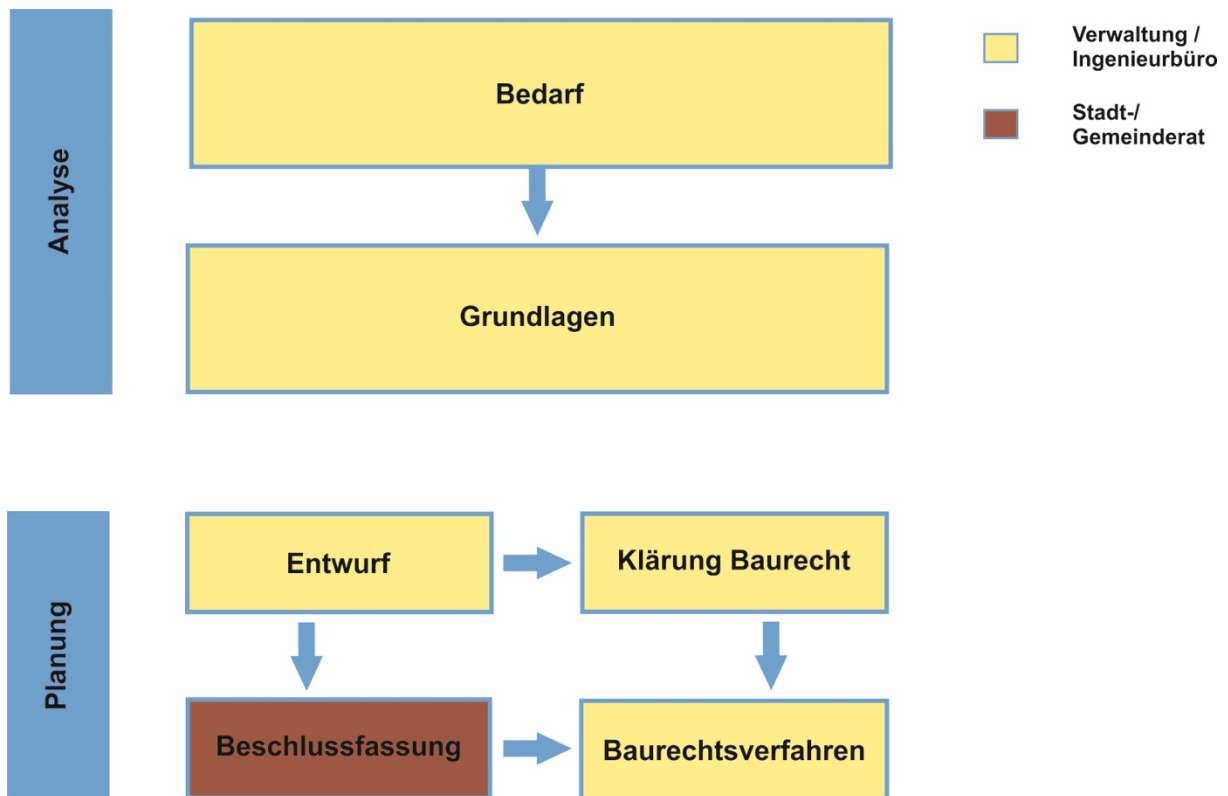 Analyse
Bedarf
Grundlagen
Verwaltung /
Ingenieurbüro
Stadt-/
Gemeinderat
Planung
Entwurf
Klärung Baurecht
Beschlussfassung
Baurechtsverfahren